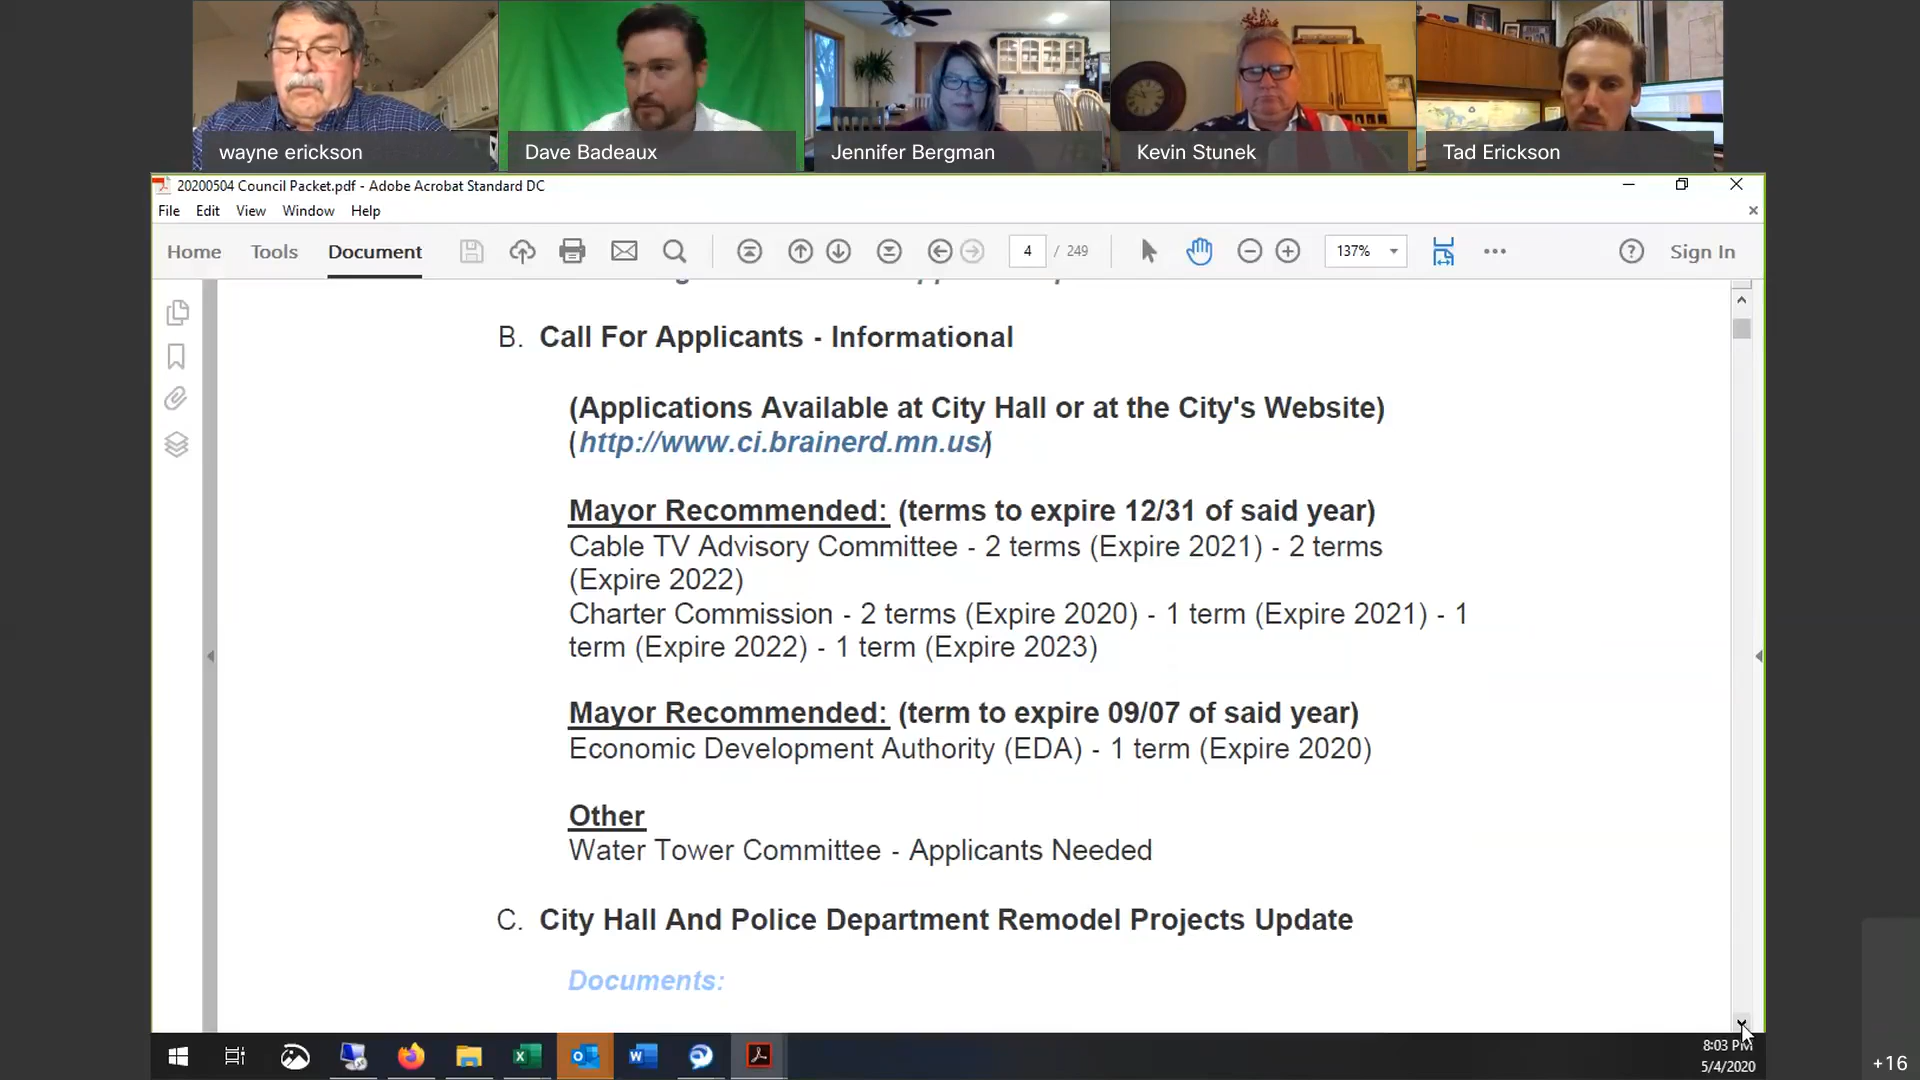 wayne erickson
Dave Badeaux
Jennifer Bergman
Kevin Stunek
Tad Erickson
20200504 Council Packet.pdf - Adobe Acrobat Standard DC
File Edit View Window Help
Home Tools Document 4 / 249 137% Sign In
B. Call For Applicants - Informational
(Applications Available at City Hall or at the City's Website)
(http://www.ci.brainerd.mn.us/)
Mayor Recommended: (terms to expire 12/31 of said year)
Cable TV Advisory Committee - 2 terms (Expire 2021) - 2 terms
(Expire 2022)
Charter Commission - 2 terms (Expire 2020) - 1 term (Expire 2021) - 1
term (Expire 2022) - 1 term (Expire 2023)
Mayor Recommended: (term to expire 09/07 of said year)
Economic Development Authority (EDA) - 1 term (Expire 2020)
Other
Water Tower Committee - Applicants Needed
C. City Hall And Police Department Remodel Projects Update
Documents:
8:03 PM
5/4/2020
+16